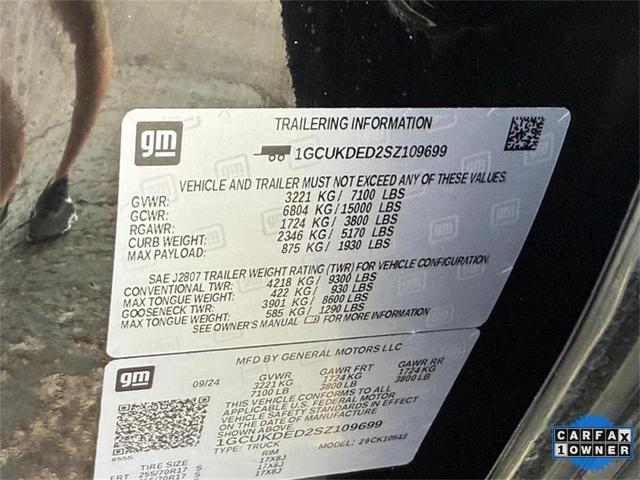 gm
TRAILERING INFORMATION
1GCUKDED2SZ109699
VEHICLE AND TRAILER MUST NOT EXCEED ANY OF THESE VALUES.
GVWR: 3221 KG/ 7100 LBS
GCWR: 6804 KG/15000 LBS
RGAWR: 1724 KG/ 3800 LBS
CURB WEIGHT: 2346 KG/ 5170 LBS
MAX PAYLOAD: 875 KG/ 1930 LBS
SAE J2807 TRAILER WEIGHT RATING (TWR) FOR VEHICLE CONFIGURATION.
CONVENTIONAL TWR: 4218 KG/ 9300 LBS
MAX TONGUE WEIGHT: 422 KG/ 930 LBS
GOOSENECK TWR: 3901 KG/ 8600 LBS
MAX TONGUE WEIGHT: 585 KG/ 1290 LBS
SEE OWNER'S MANUAL FOR MORE INFORMATION
gm
MFD BY GENERAL MOTORS LLC
09/24 GVWR GAWR FRT GAWR RR
3221 KG 1724 KG 1724 KG
7100 LB 3800 LB 3800 LB
THIS VEHICLE CONFORMS TO ALL
APPLICABLE U.S. FEDERAL MOTOR
VEHICLE SAFETY STANDARDS IN EFFECT
ON THE DATE OF MANUFACTURE
SHOWN ABOVE.
1GCUKDED2SZ109699
TYPE: TRUCK MODEL: 29CK10543
8555
TIRE SIZE RIM
FRT 255/70R17 S 17X8J
17X8J
CARFAX
1 OWNER